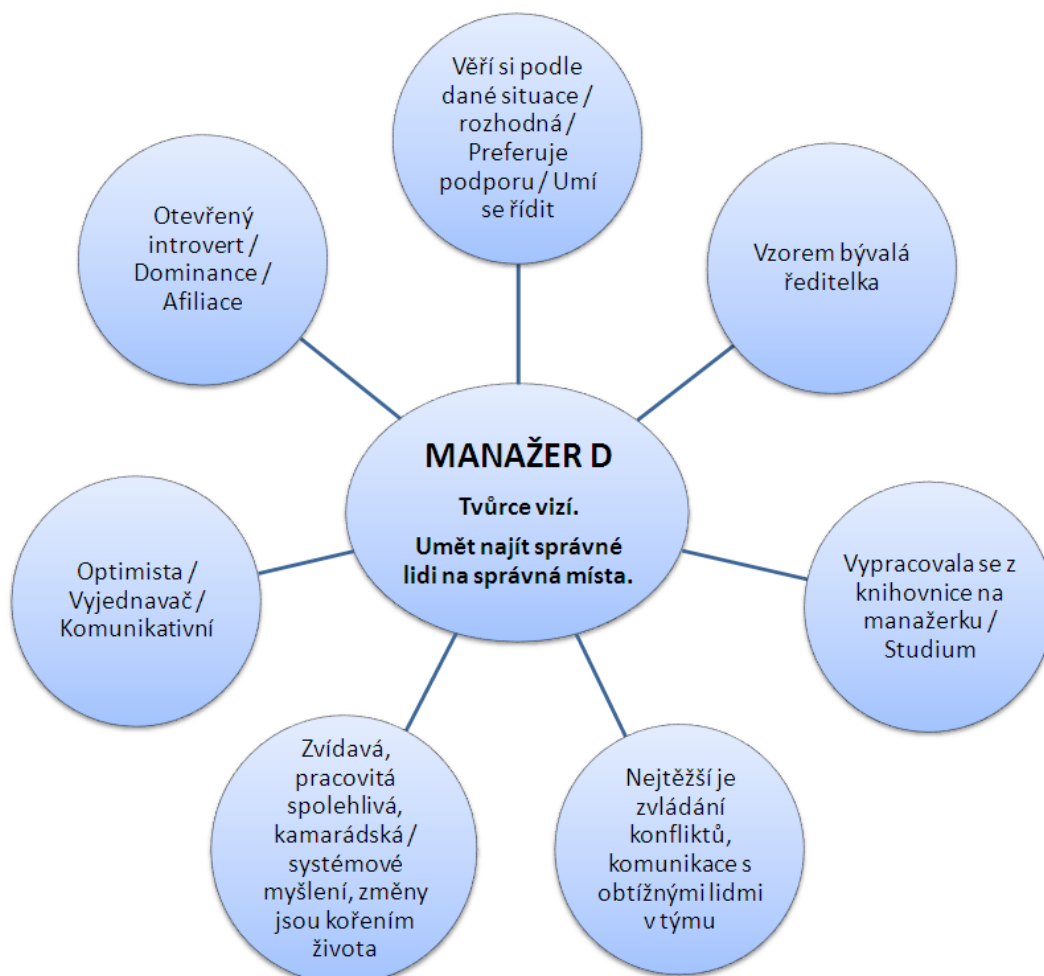 Věří si podle
dané situace /
rozhodná /
Preferuje
podporu / Umí
se řídit
Vzorem bývalá
ředitelka
Vypracovala se z
knihovnice na
manažerku /
Studium
Nejtěžší je
zvládání
konfliktů,
komunikace s
obtížnými lidmi
v týmu
Zvídavá,
pracovitá
spolehlivá,
kamarádská /
systémové
myšlení, změny
jsou kořením
života
Optimista /
Vyjednavač /
Komunikativní
Otevřený
introvert /
Dominance /
Afiliace
MANAŽER D
Tvůrce vizí.
Umět najít správné
lidi na správná místa.